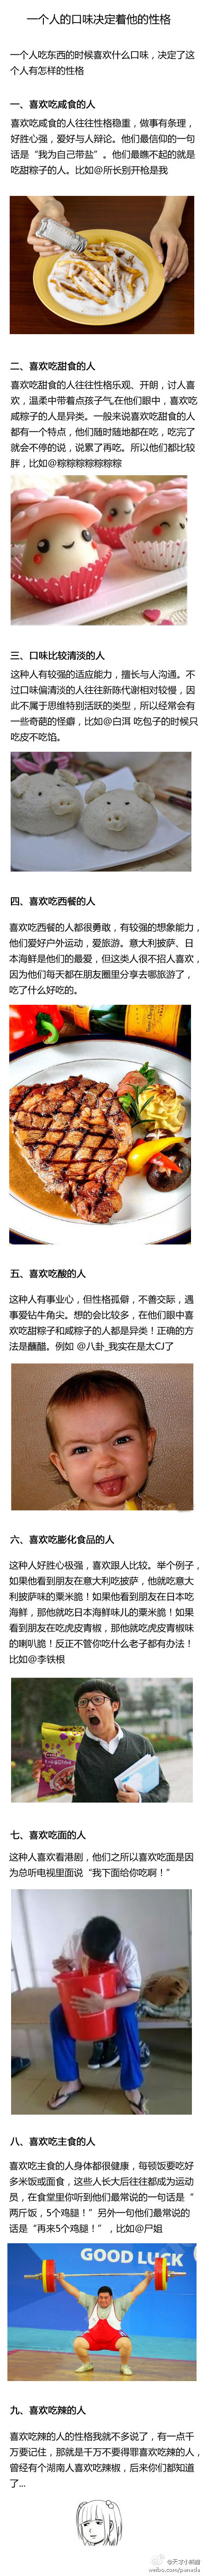 一个人的口味决定着他的性格
一个人吃东西的时候喜欢什么口味，决定了这
个人有怎样的性格
一、喜欢吃咸食的人
喜欢吃咸食的人往往性格稳重，做事有条理，
好胜心强，爱好与人辩论。他们最信仰的一句
话是“我为自己带盐”。他们最瞧不起的就是
吃甜粽子的人。比如@所长别开枪是我
二、喜欢吃甜食的人
喜欢吃甜食的人往往性格乐观、开朗，讨人喜
欢，温柔中带着点孩子气在他们眼中，喜欢吃
咸粽子的人是异类。一般来说喜欢吃甜食的人
都有一个特点，他们随时随地都在吃，吃完了
就会不停的说，说累了再吃。所以他们都比较
胖，比如@粽粽粽粽粽粽粽
三、口味比较清淡的人
这种人有较强的适应能力，擅长与人沟通。不
过口味偏清淡的人往往新陈代谢相对较慢，因
此不属于思维特别活跃的类型，所以经常会有
一些奇葩的怪癖，比如@白洱 吃包子的时候只
吃皮不吃馅。
四、喜欢吃西餐的人
喜欢吃西餐的人都很勇敢，有较强的想象能力，
他们爱好户外运动，爱旅游。意大利披萨、日
本海鲜是他们的最爱，但这类人很不招人喜欢，
因为他们每天都在朋友圈里分享去哪旅游了，
吃了什么好吃的。
五、喜欢吃酸的人
这种人有事业心，但性格孤僻，不善交际，遇
事爱钻牛角尖。想的会比较多，在他们眼中喜
欢吃甜粽子和咸粽子的人都是异类！正确的方
法是蘸醋。例如 @八卦_我实在是太CJ了
六、喜欢吃膨化食品的人
这种人好胜心极强，喜欢跟人比较。举个例子，
如果他看到朋友在意大利吃披萨，他就吃意大
利披萨味的粟米脆！如果看到朋友在日本吃
海鲜，那他就吃日本海鲜味儿的粟米脆！如果
看到朋友在吃虎皮青椒，那他就吃虎皮青椒味
的喇叭脆！反正不管你吃什么老子都有办法！
比如@李铁根
七、喜欢吃面的人
这种人喜欢看港剧，他们之所以喜欢吃面是因
为总听电视里面说“我下面给你吃啊！”
八、喜欢吃主食的人
喜欢吃主食的人身体都很健康，每顿饭要吃好
多米饭或面食，这些人长大后往往都成为运动
员，在食堂里你听到他们最常说的一句话是“
两斤饭，5个鸡腿！”另外一句他们最常说的
话是“再来5个鸡腿！”，比如@尸姐
GOOD LUCK
九、喜欢吃辣的人
喜欢吃辣的人的性格我就不多说了，有一点千
万要记住，那就是千万不要得罪喜欢吃辣的人，
曾经有个湖南人喜欢吃辣椒，后来你们都知道
了...
@天才小熊猫
weibo.com/panada